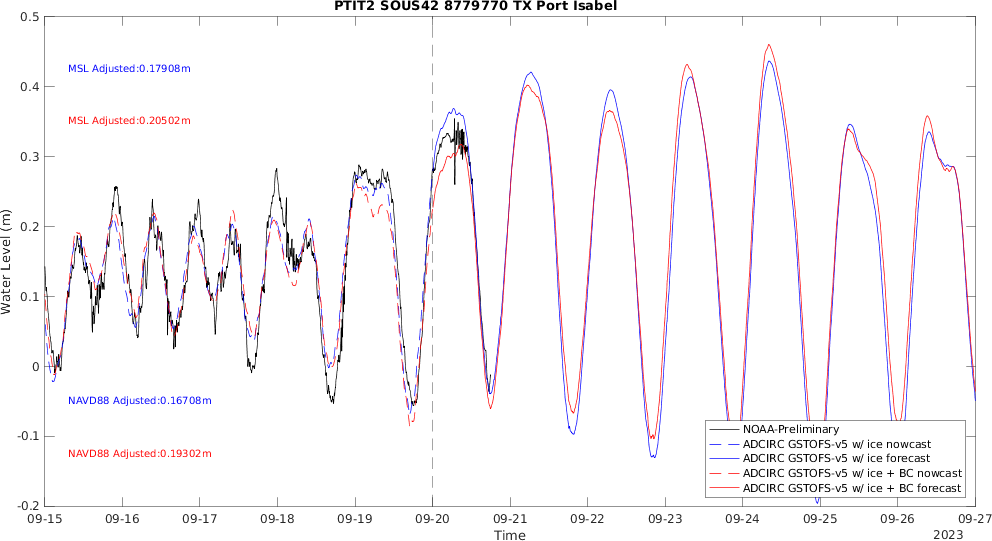 PTIT2 SOUS42 8779770 TX Port Isabel
0.5
0.4
0.3
0.2
0.1
0
-0.1
-0.2
Water Level (m)
MSL Adjusted:0.17908m
MSL Adjusted:0.20502m
NAVD88 Adjusted:0.16708m
NAVD88 Adjusted:0.19302m
NOAA-Preliminary
ADCIRC GSTOFS-v5 w/ ice nowcast
ADCIRC GSTOFS-v5 w/ ice forecast
ADCIRC GSTOFS-v5 w/ ice + BC nowcast
ADCIRC GSTOFS-v5 w/ ice + BC forecast
09-15 09-16 09-17 09-18 09-19 09-20 09-21 09-22 09-23 09-24 09-25 09-26 09-27
Time
2023